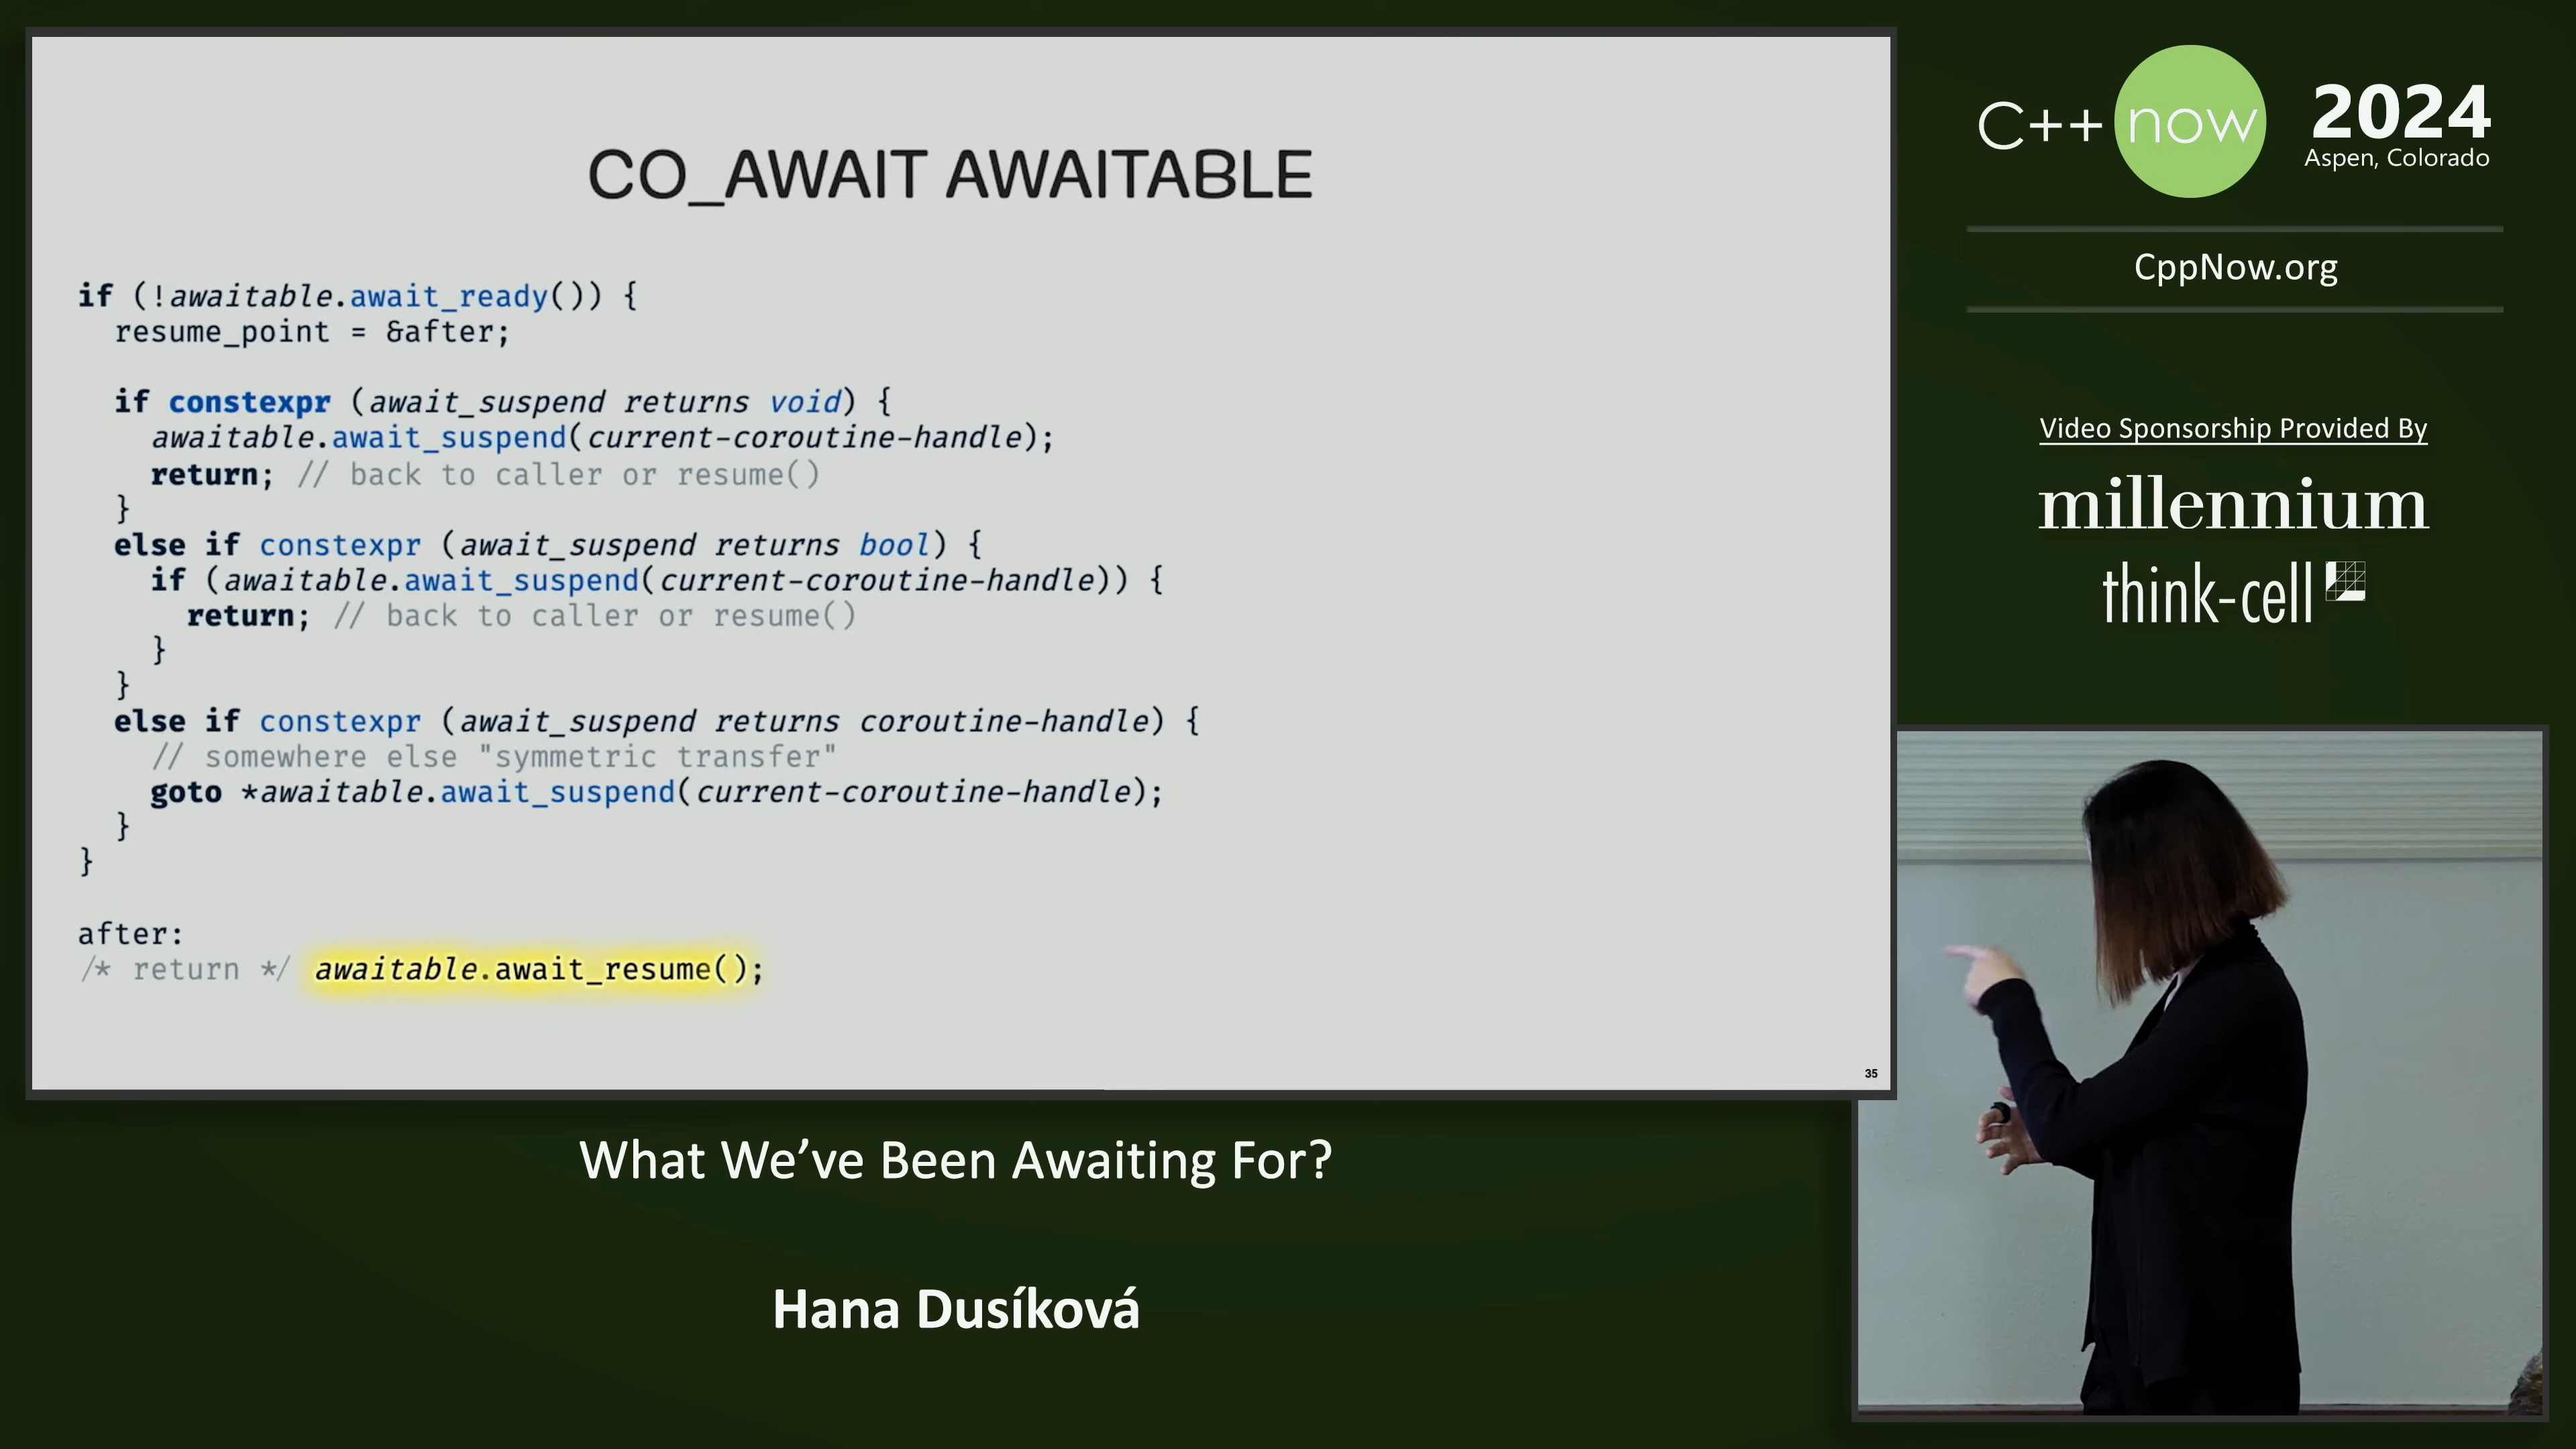 CO_AWAIT AWAITABLE
if (!awaitable.await_ready()) {
resume_point = &after;
if constexpr (await_suspend returns void) {
awaitable.await_suspend(current-coroutine-handle);
return; // back to caller or resume()
}
else if constexpr (await_suspend returns bool) {
if (awaitable.await_suspend(current-coroutine-handle)) {
return; // back to caller or resume()
}
}
else if constexpr (await_suspend returns coroutine-handle) {
// somewhere else "symmetric transfer"
goto *awaitable.await_suspend(current-coroutine-handle);
}
}
after:
/* return */ awaitable.await_resume();
35
What We’ve Been Awaiting For?
Hana Dusíková
C++ now
2024
Aspen, Colorado
CppNow.org
Video Sponsorship Provided By
millennium
think-cell